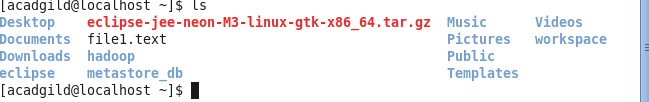 [acadgild@localhost ~]$ ls
Desktop eclipse-jee-neon-M3-linux-gtk-x86_64.tar.gz Music Videos
Documents file1.text Pictures workspace
Downloads hadoop Public
eclipse metastore_db Templates
[acadgild@localhost ~]$